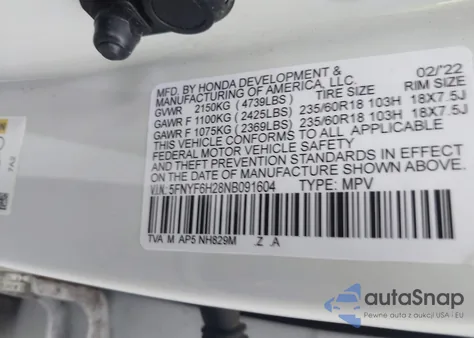 MFD. BY HONDA DEVELOPMENT & 02/'22
MANUFACTURING OF AMERICA, LLC.
GVWR 2150KG (4739LBS) TIRE SIZE RIM SIZE
GAWR F 1100KG (2425LBS) 235/60R18 103H 18X7.5J
GAWR F 1075KG (2369LBS) 235/60R18 103H 18X7.5J
THIS VEHICLE CONFORMS TO ALL APPLICABLE
FEDERAL MOTOR VEHICLE SAFETY
AND THEFT PREVENTION STANDARDS IN EFFECT
ON THE DATE OF MANUFACTURE SHOWN ABOVE.
V.I.N: 5FNYF6H28NB091604 TYPE: MPV
TVA M AP5 NH829M .Z .A
autoSnap
Pewne auta z aukcji USA i EU